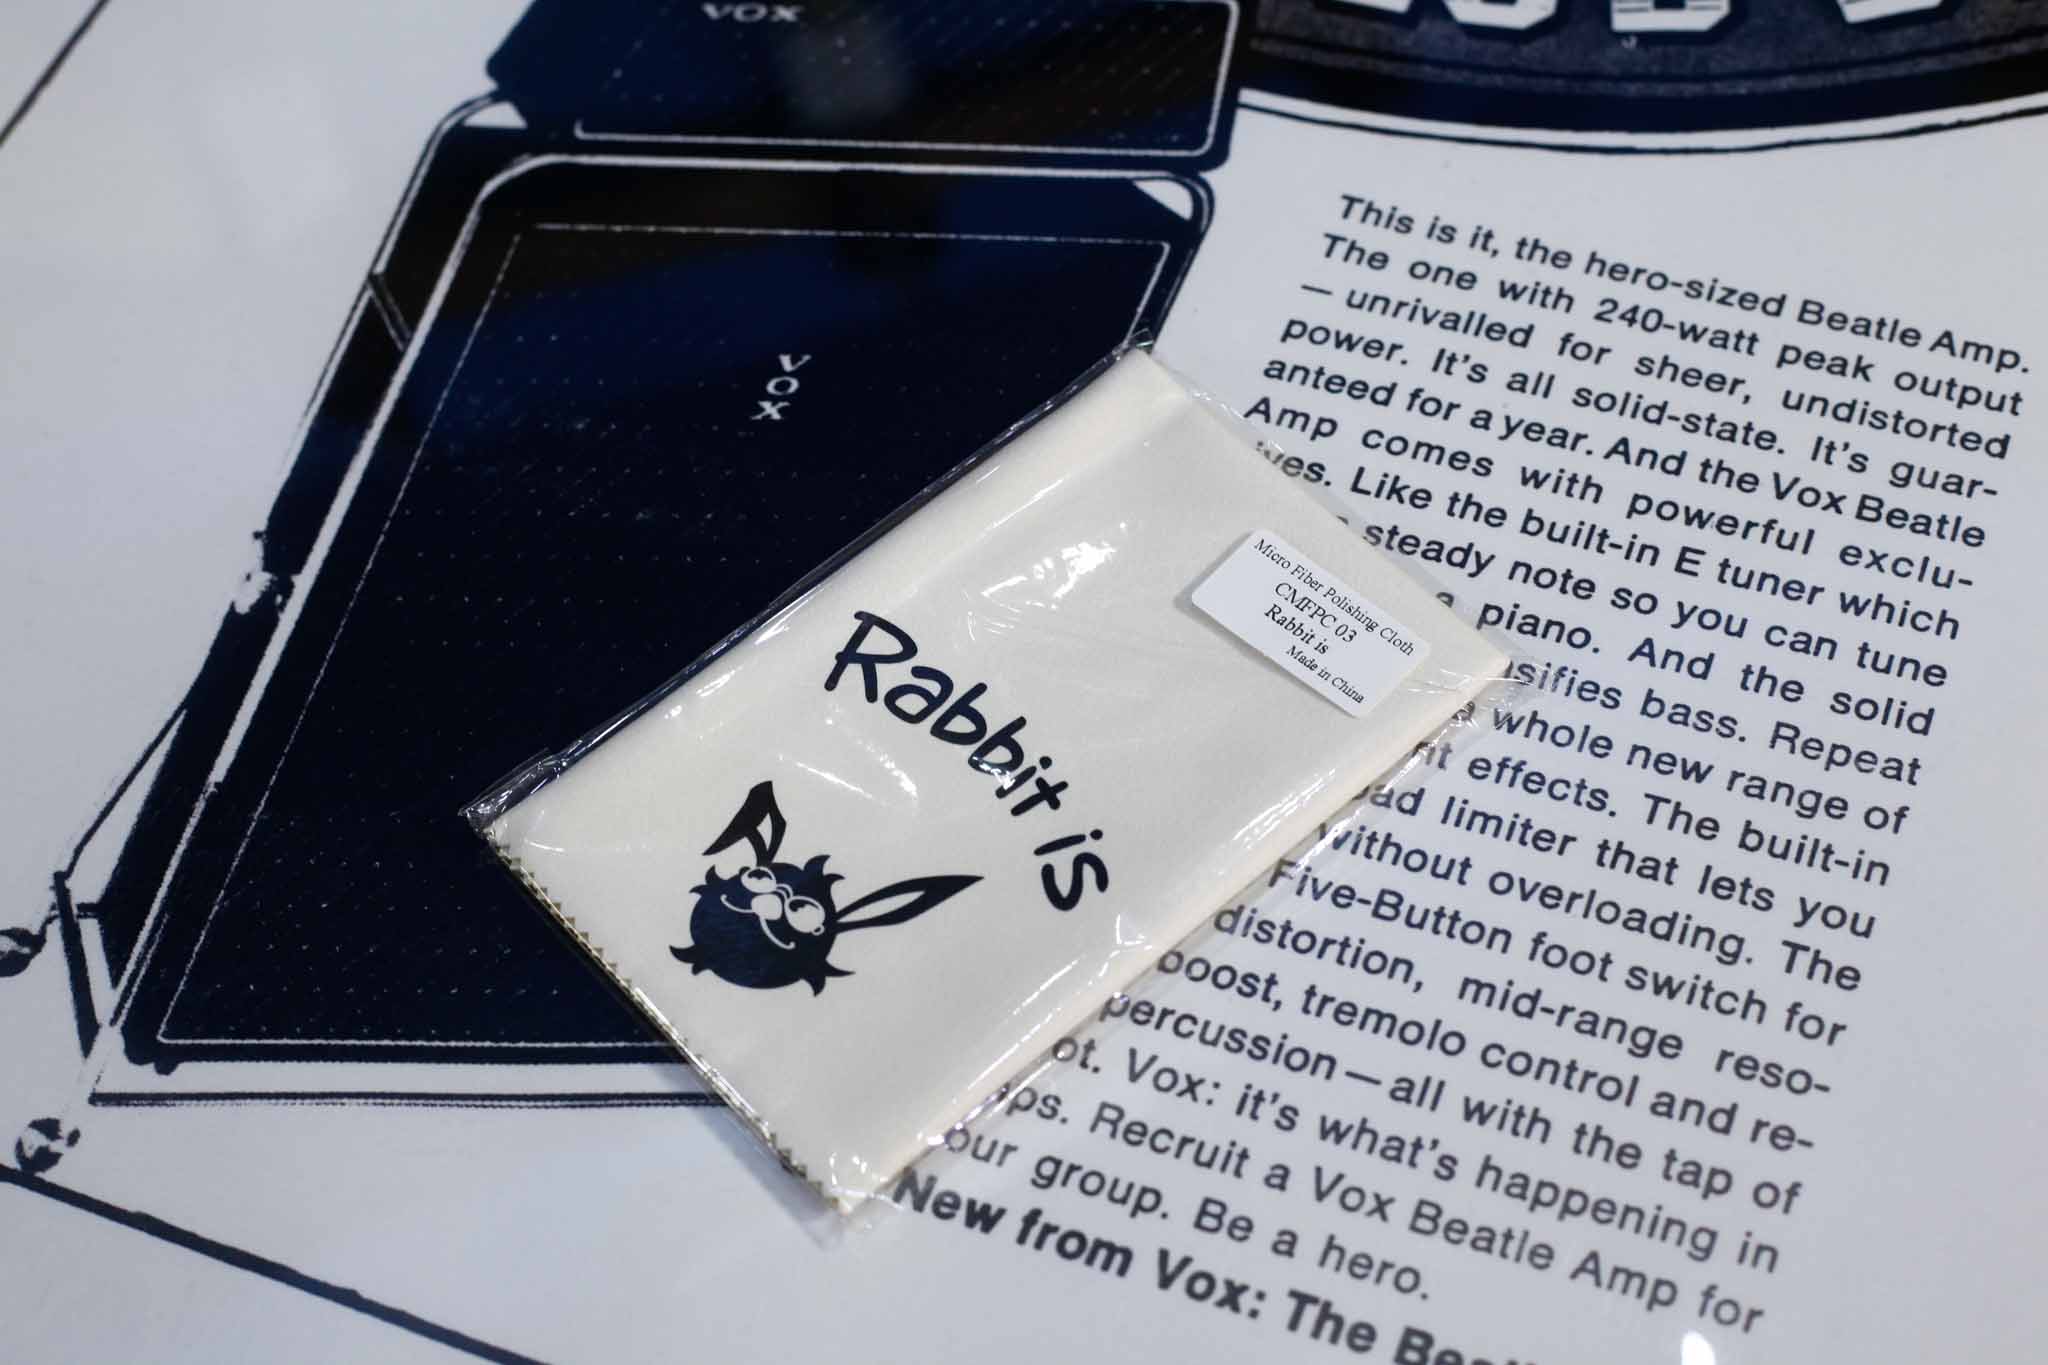 VOX
V
O
X
This is it, the hero-sized Beatle Amp.
The one with 240-watt peak output
— unrivalled for sheer, undistorted
power. It's all solid-state. It's guar-
anteed for a year. And the Vox Beatle
Amp comes with powerful exclu-
Like the built-in E tuner which
steady note so you can tune
a piano. And the solid
bass. Repeat
a whole new range of
effects. The built-in
limiter that lets you
without overloading. The
Five-Button foot switch for
distortion, mid-range reso-
boost, tremolo control and re-
percussion—all with the tap of
Vox: it's what's happening in
Recruit a Vox Beatle Amp for
group. Be a hero.
New from Vox: The
Micro Fiber Polishing Cloth
CMFPC 03
Rabbit is
Made in China
Rabbit is